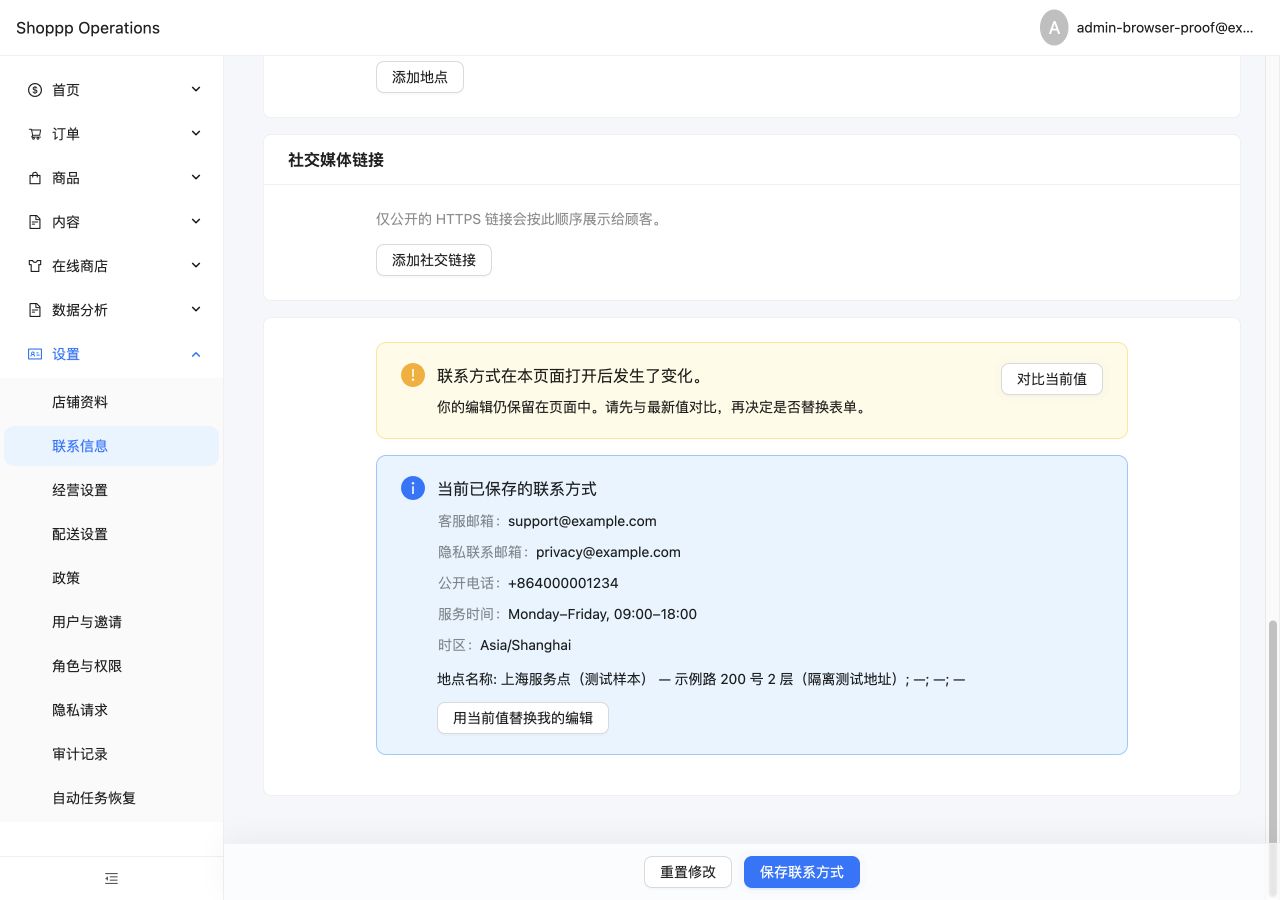 Shoppp Operations
A
admin-browser-proof@ex...
首页
订单
商品
内容
在线商店
数据分析
设置
店铺资料
联系信息
经营设置
配送设置
政策
用户与邀请
角色与权限
隐私请求
审计记录
自动任务恢复
添加地点
社交媒体链接
仅公开的 HTTPS 链接会按此顺序展示给顾客。
添加社交链接
联系方式在本页面打开后发生了变化。
你的编辑仍保留在页面中。请先与最新值对比，再决定是否替换表单。
对比当前值
当前已保存的联系方式
客服邮箱： support@example.com
隐私联系邮箱： privacy@example.com
公开电话： +864000001234
服务时间： Monday–Friday, 09:00–18:00
时区： Asia/Shanghai
地点名称: 上海服务点（测试样本） — 示例路 200 号 2 层（隔离测试地址）; —; —; —
用当前值替换我的编辑
重置修改
保存联系方式